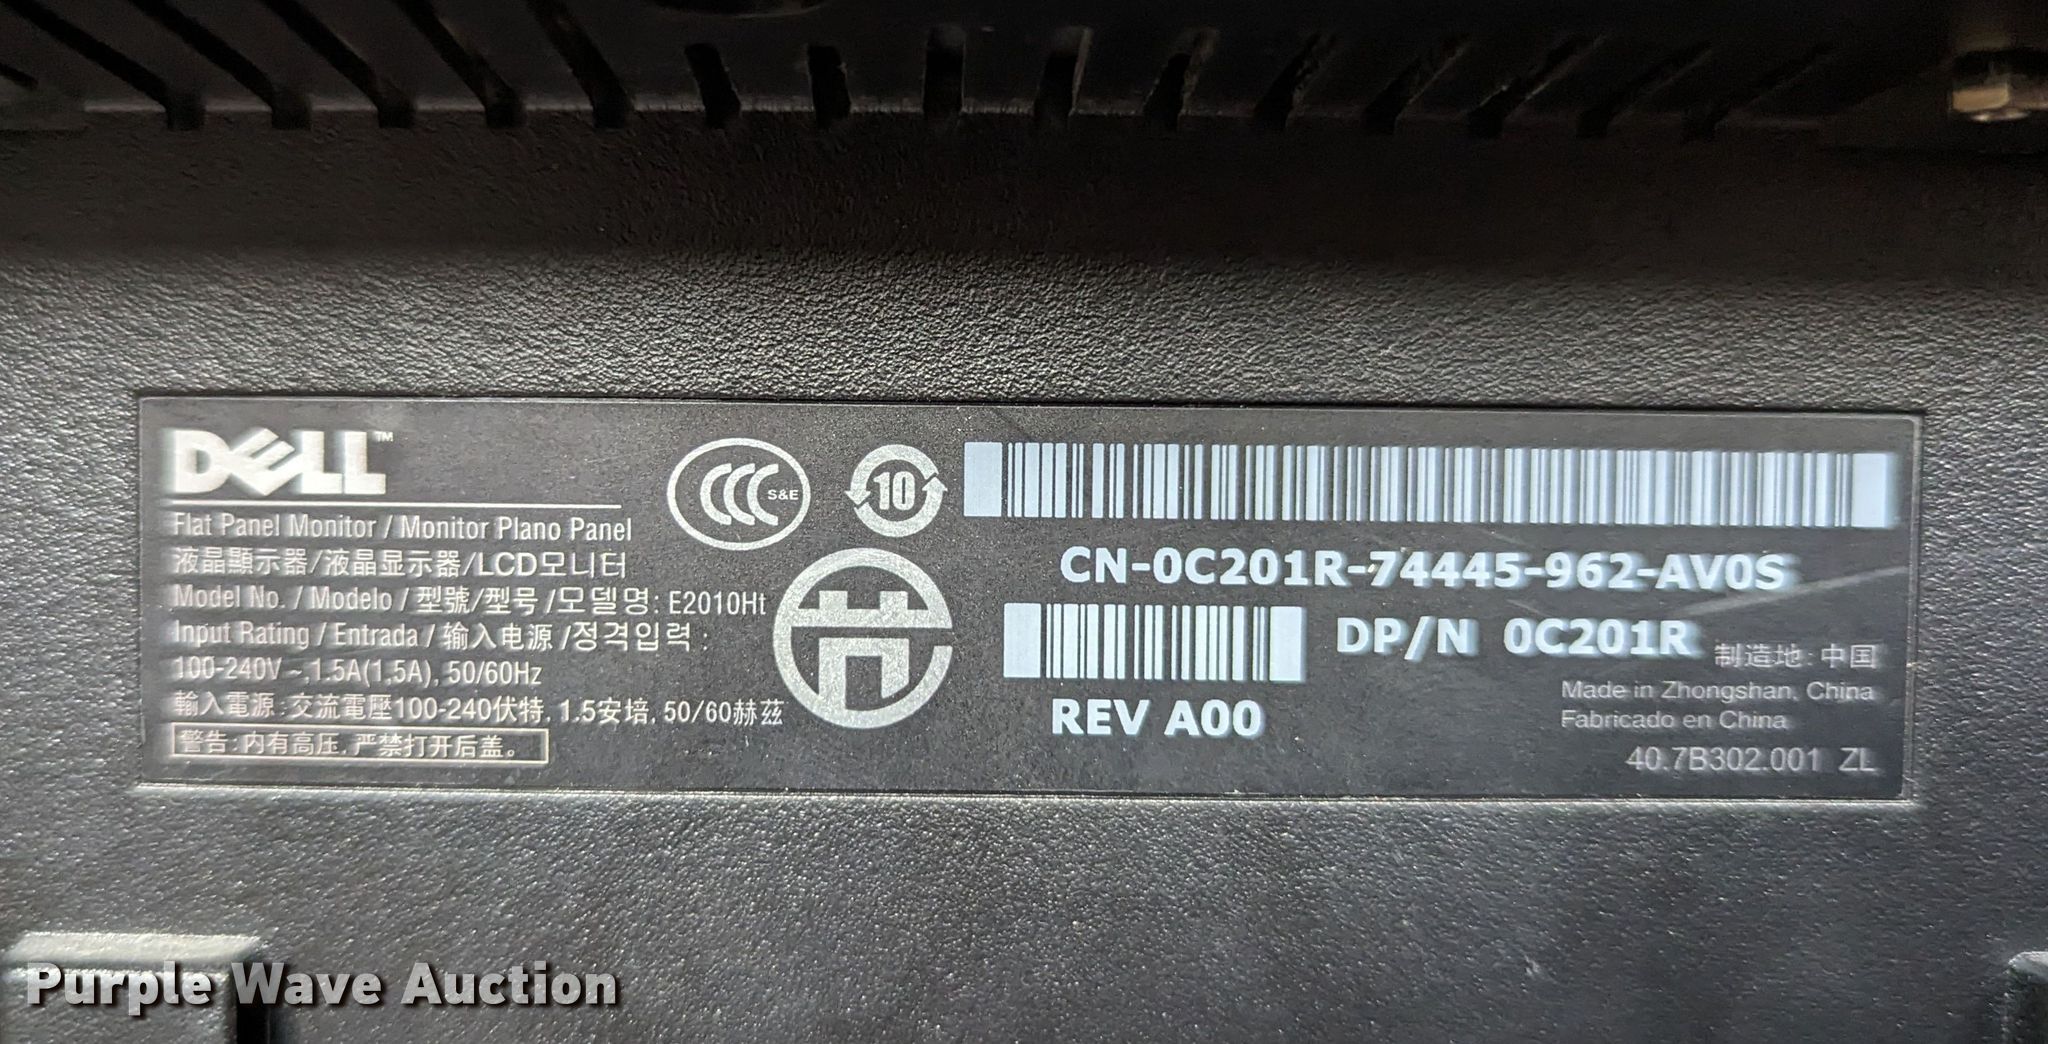 DELL™
Flat Panel Monitor / Monitor Plano Panel
液晶顯示器/液晶显示器/LCD모니터
Model No. / Modelo / 型號/型号 /모델명: E2010Ht
Input Rating / Entrada / 输入电源 /정격입력 :
100-240V ~,1.5A(1,5A), 50/60Hz
輸入電源:交流電壓100-240伏特, 1.5安培, 50/60赫茲
警告:内有高压,严禁打开后盖。
S&E
10
CN-0C201R-74445-962-AV0S
DP/N 0C201R
REV A00
制造地: 中国
Made in Zhongshan, China
Fabricado en China
40.7B302.001 ZL
Purple Wave Auction